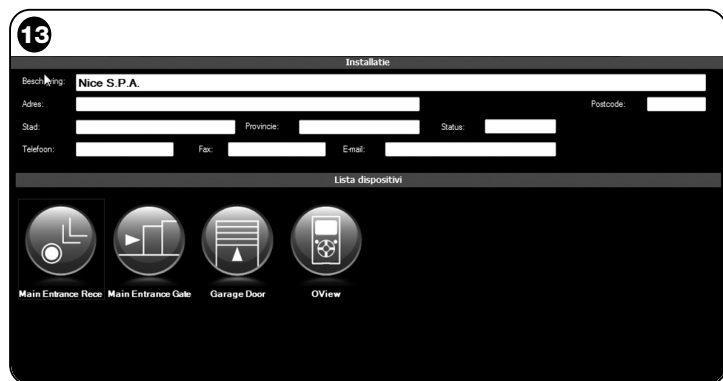 13
Installatie
Beschrijving: Nice S.P.A.
Adres: Postcode:
Stad: Provincie: Status:
Telefoon: Fax: E-mail:
Lista dispositivi
Main Entrance Rece Main Entrance Gate Garage Door OView